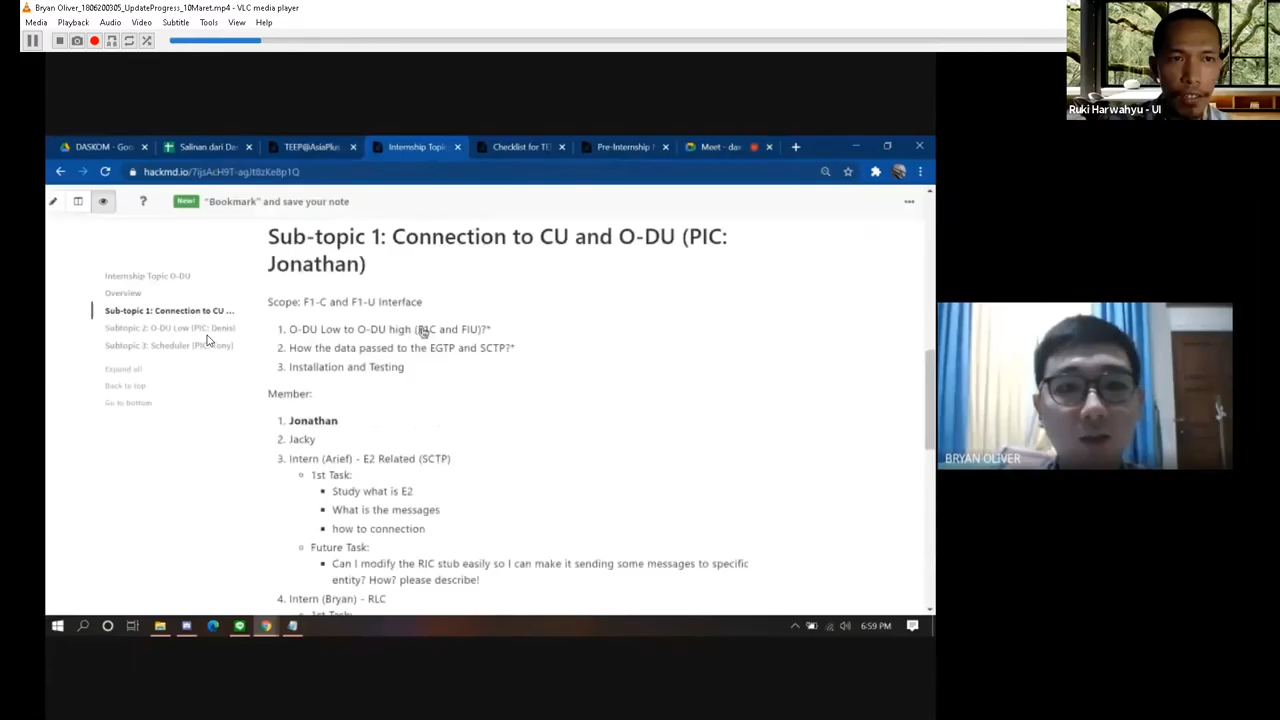 Bryan Oliver_1806200305_UpdateProgress_10Maret.mp4 - VLC media player
Media Playback Audio Video Subtitle Tools View Help
Ruki Harwahyu - UI
DASKOM - Goo
Salinan dari Das
TEEP@AsiaPlus
Internship Topic
Checklist for TE
Pre-Internship
Meet - da
hackmd.io/7ijsAcH9T-agJt8zKe8p1Q
New! "Bookmark" and save your note
Internship Topic O-DU
Overview
Sub-topic 1: Connection to CU ...
Subtopic 2: O-DU Low (PIC: Denis)
Subtopic 3: Scheduler
Expand all
Back to top
Go to bottom
Sub-topic 1: Connection to CU and O-DU (PIC:
Jonathan)
Scope: F1-C and F1-U Interface
1. O-DU Low to O-DU high and FIU)?*
2. How the data passed to the EGTP and SCTP?*
3. Installation and Testing
Member:
1. Jonathan
2. Jacky
3. Intern (Arief) - E2 Related (SCTP)
1st Task:
Study what is E2
What is the messages
how to connection
Future Task:
Can I modify the RIC stub easily so I can make it sending some messages to specific
entity? How? please describe!
4. Intern (Bryan) - RLC
1st Task:
BRYAN OLIVER
6:59 PM